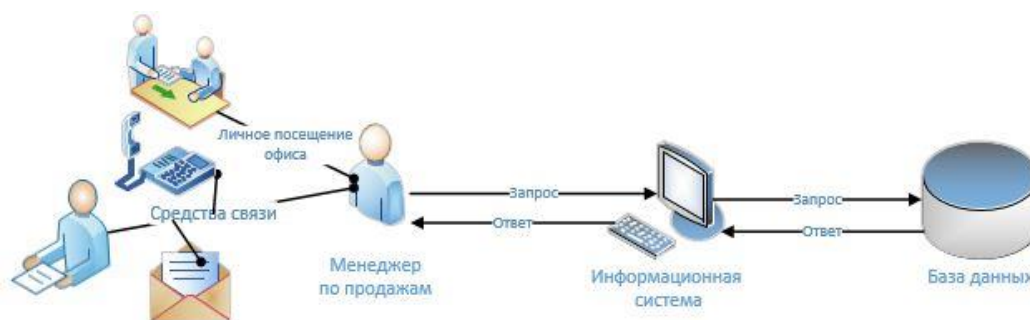 Личное посещение
офиса
Средства связи
Менеджер
по продажам
Запрос
Ответ
Информационная
система
Запрос
Ответ
База данных